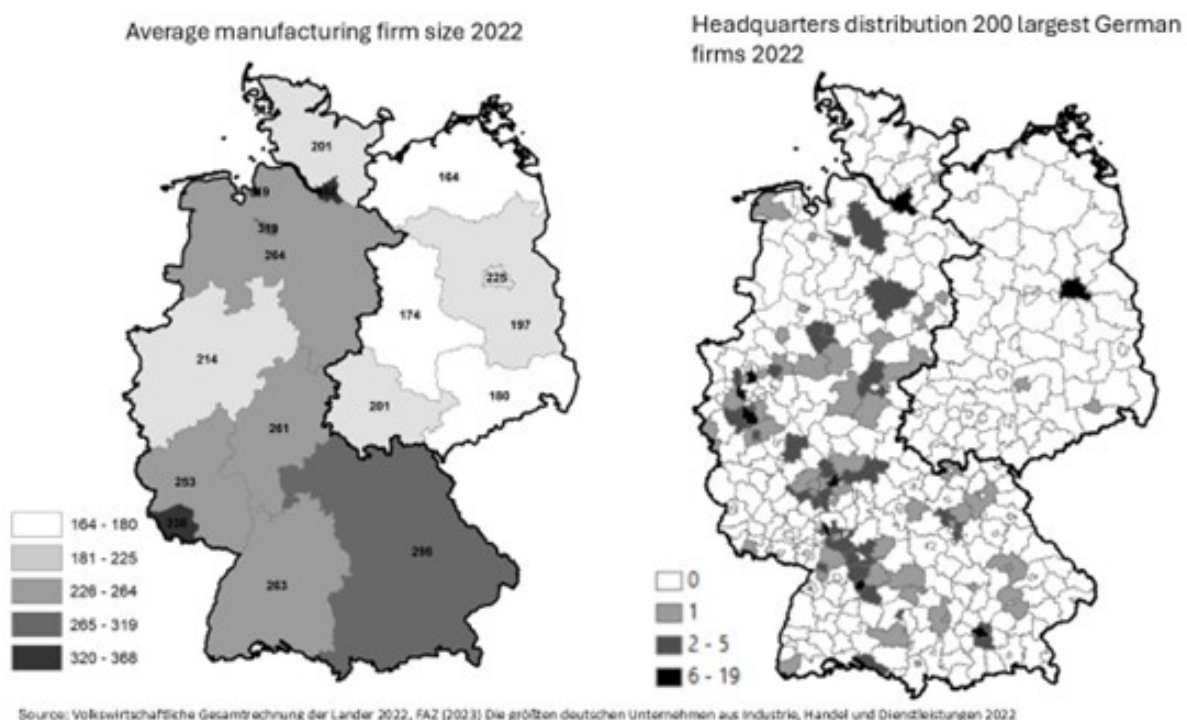 Average manufacturing firm size 2022
Headquarters distribution 200 largest German
firms 2022
201
164
319
264
225
174
197
214
201
180
261
253
263
164 - 180
181 - 225
226 - 264
265 - 319
320 - 368
0
1
2 - 5
6 - 19
Source: Volkswirtschaftliche Gesamtrechnung der Lander 2022, FAZ (2023) Die größten deutschen Unternehmen aus Industrie, Handel und Dienstleistungen 2022